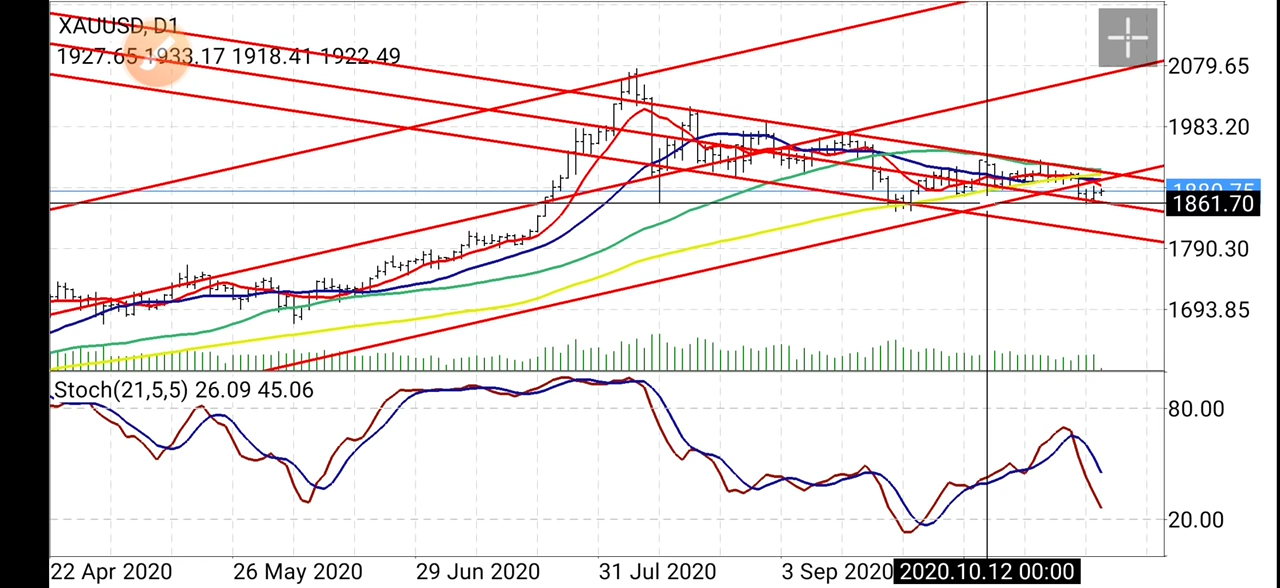 XAUUSD, D1
1927.65 1933.17 1918.41 1922.49
2079.65
1983.20
1861.70
1790.30
1693.85
Stoch(21,5,5) 26.09 45.06
80.00
20.00
22 Apr 2020 26 May 2020 29 Jun 2020 31 Jul 2020 3 Sep 2020 2020.10.12 00:00